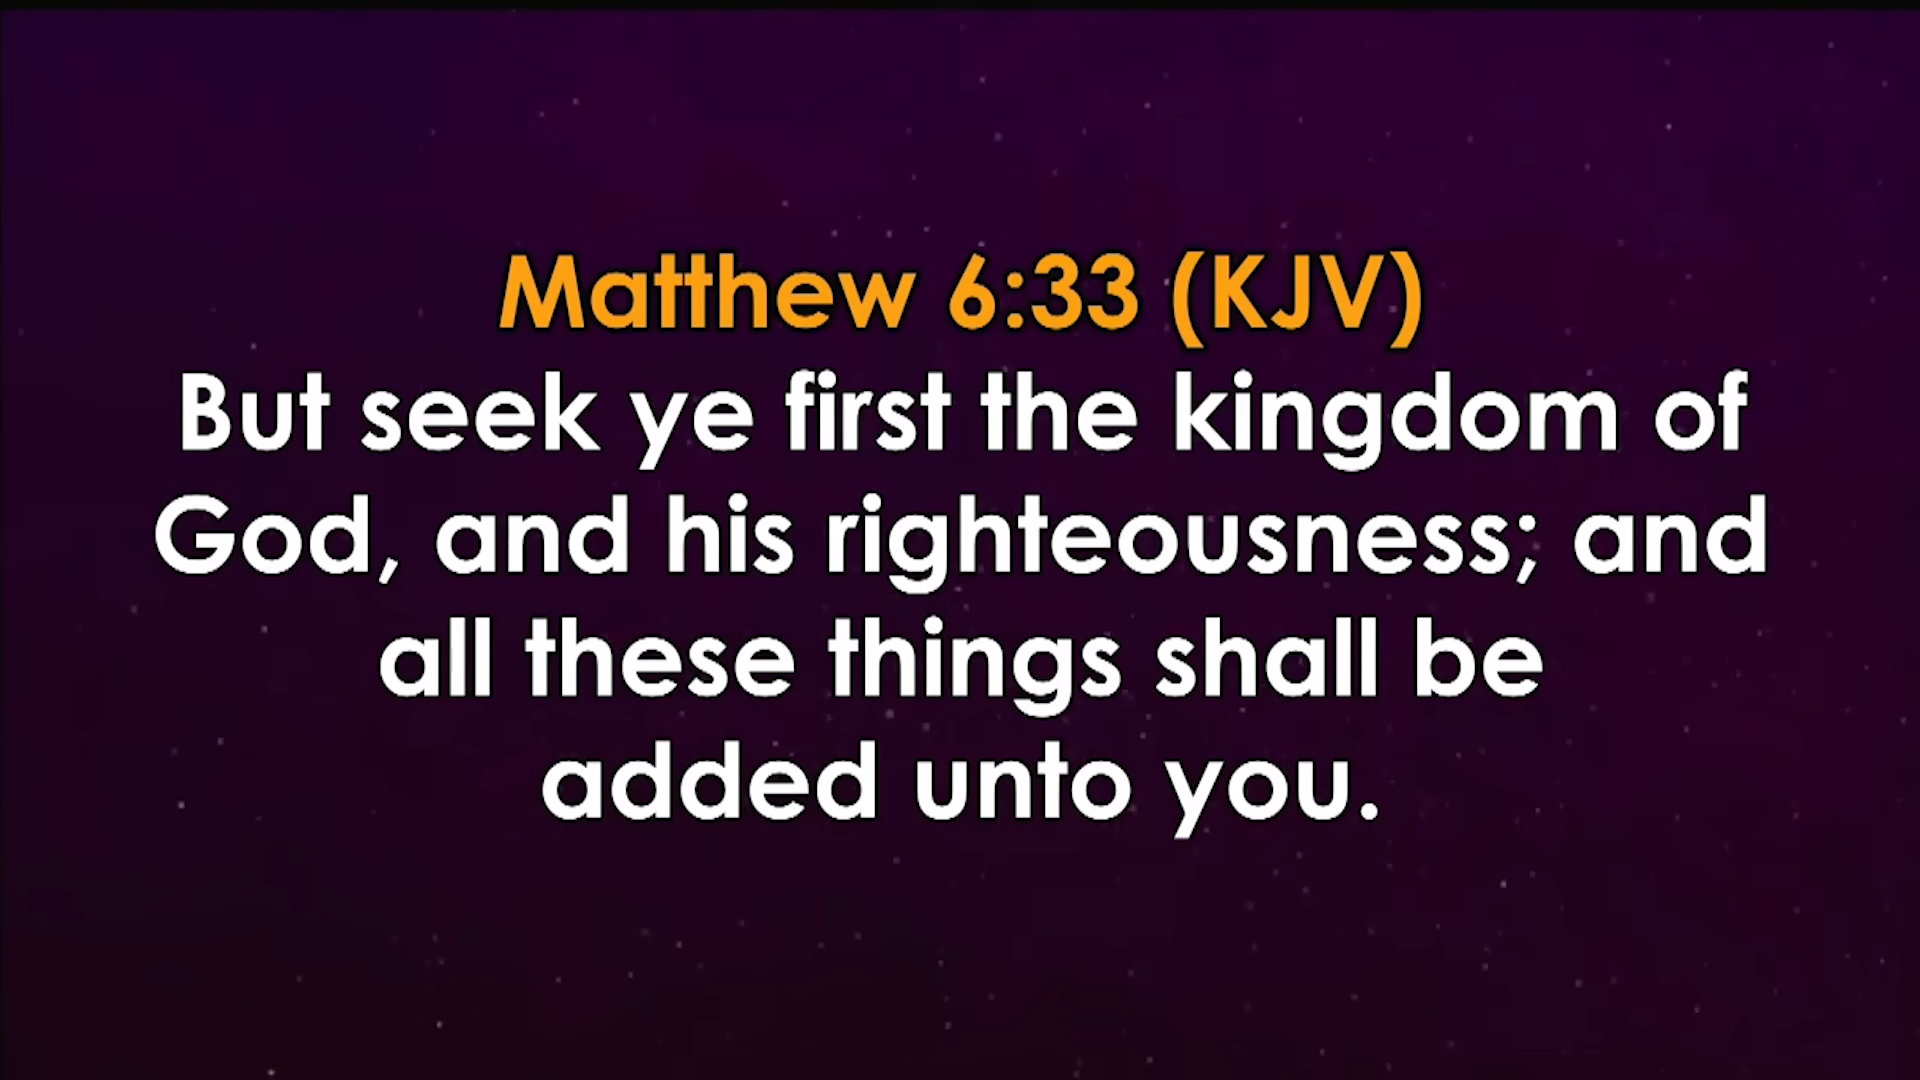 Matthew 6:33 (KJV)
But seek ye first the kingdom of
God, and his righteousness; and
all these things shall be
added unto you.